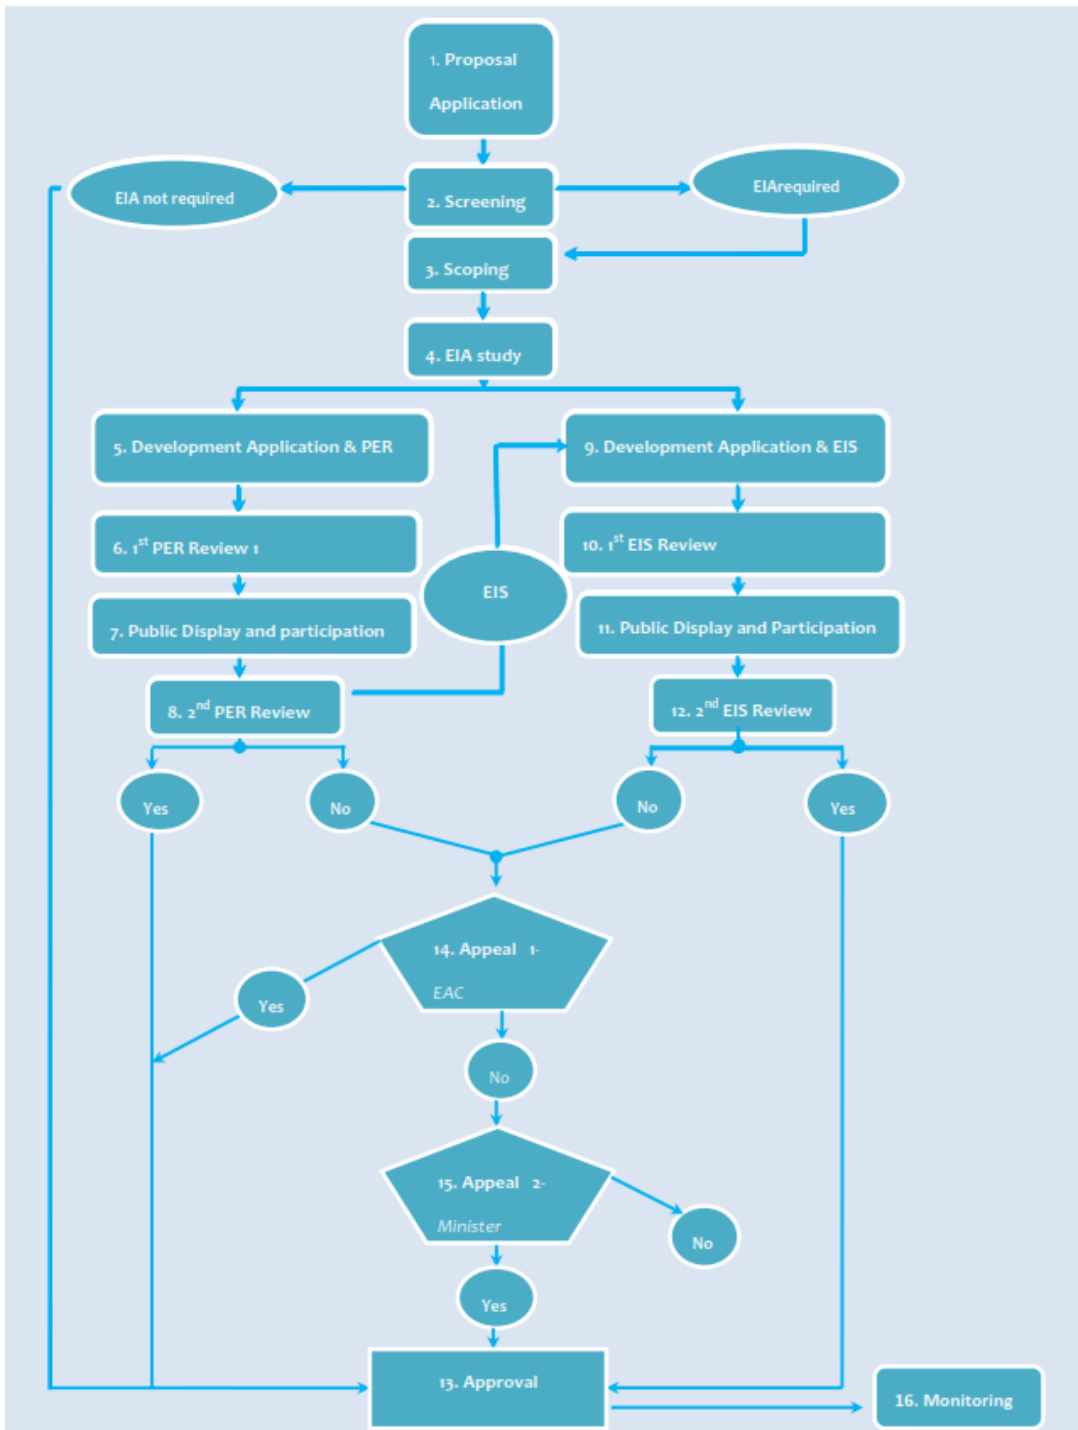 1. Proposal
Application
EIA not required
2. Screening
EIArequired
3. Scoping
4. EIA study
5. Development Application & PER
9. Development Application & EIS
6. 1st PER Review 1
10. 1st EIS Review
EIS
7. Public Display and participation
11. Public Display and Participation
8. 2nd PER Review
12. 2nd EIS Review
Yes
No
No
Yes
14. Appeal 1-
EAC
Yes
No
15. Appeal 2-
Minister
No
Yes
13. Approval
16. Monitoring